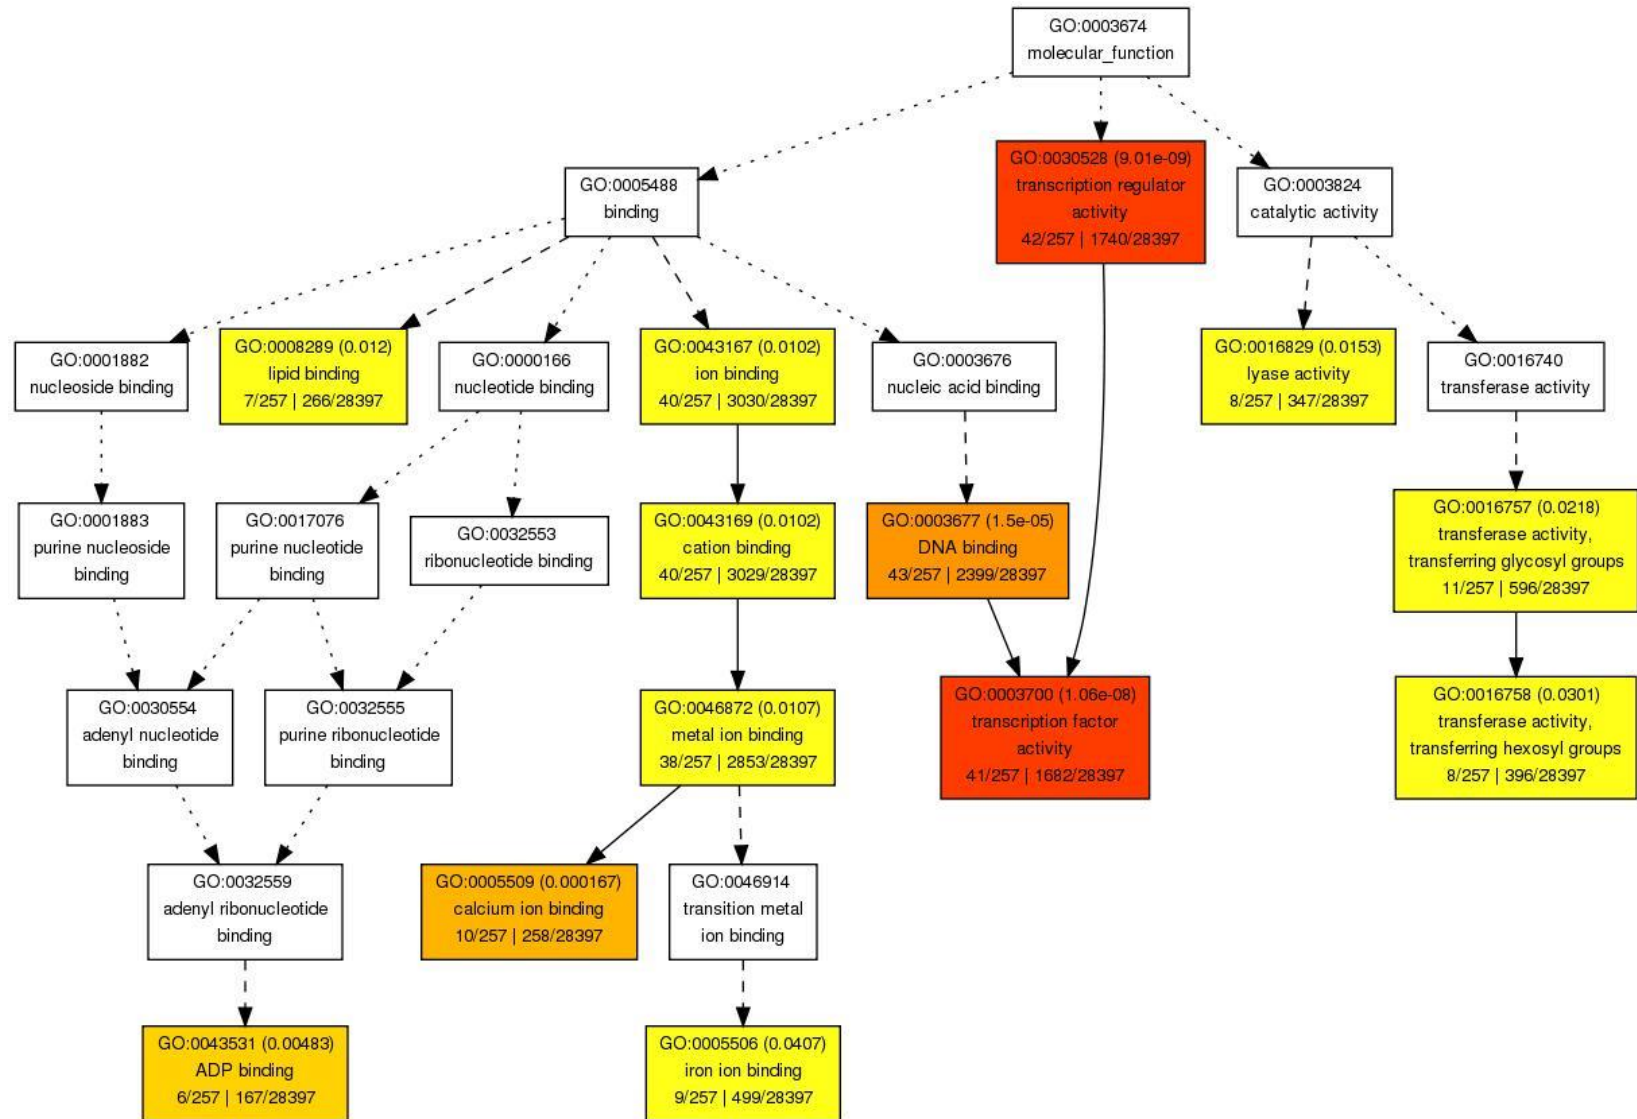 GO:0003674
molecular_function
GO:0005488
binding
GO:0030528 (9.01e-09)
transcription regulator
activity
42/257 | 1740/28397
GO:0003824
catalytic activity
GO:0001882
nucleoside binding
GO:0008289 (0.012)
lipid binding
7/257 | 266/28397
GO:0000166
nucleotide binding
GO:0043167 (0.0102)
ion binding
40/257 | 3030/28397
GO:0003676
nucleic acid binding
GO:0016829 (0.0153)
lyase activity
8/257 | 347/28397
GO:0016740
transferase activity
GO:0001883
purine nucleoside
binding
GO:0017076
purine nucleotide
binding
GO:0032553
ribonucleotide binding
GO:0043169 (0.0102)
cation binding
40/257 | 3029/28397
GO:0003677 (1.5e-05)
DNA binding
43/257 | 2399/28397
GO:0016757 (0.0218)
transferase activity,
transferring glycosyl groups
11/257 | 596/28397
GO:0030554
adenyl nucleotide
binding
GO:0032555
purine ribonucleotide
binding
GO:0046872 (0.0107)
metal ion binding
38/257 | 2853/28397
GO:0003700 (1.06e-08)
transcription factor
activity
41/257 | 1682/28397
GO:0016758 (0.0301)
transferase activity,
transferring hexosyl groups
8/257 | 396/28397
GO:0032559
adenyl ribonucleotide
binding
GO:0005509 (0.000167)
calcium ion binding
10/257 | 258/28397
GO:0046914
transition metal
ion binding
GO:0043531 (0.00483)
ADP binding
6/257 | 167/28397
GO:0005506 (0.0407)
iron ion binding
9/257 | 499/28397